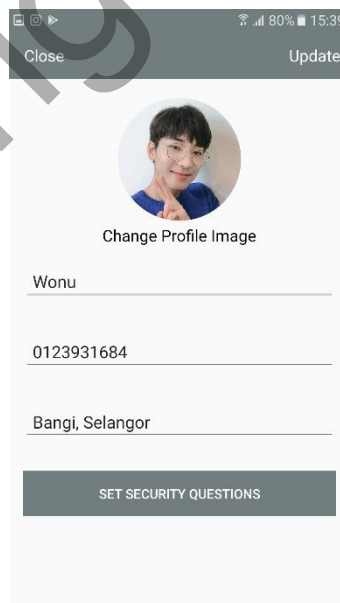 80% 15:39
Close Update
Change Profile Image
Wonu
0123931684
Bangi, Selangor
SET SECURITY QUESTIONS